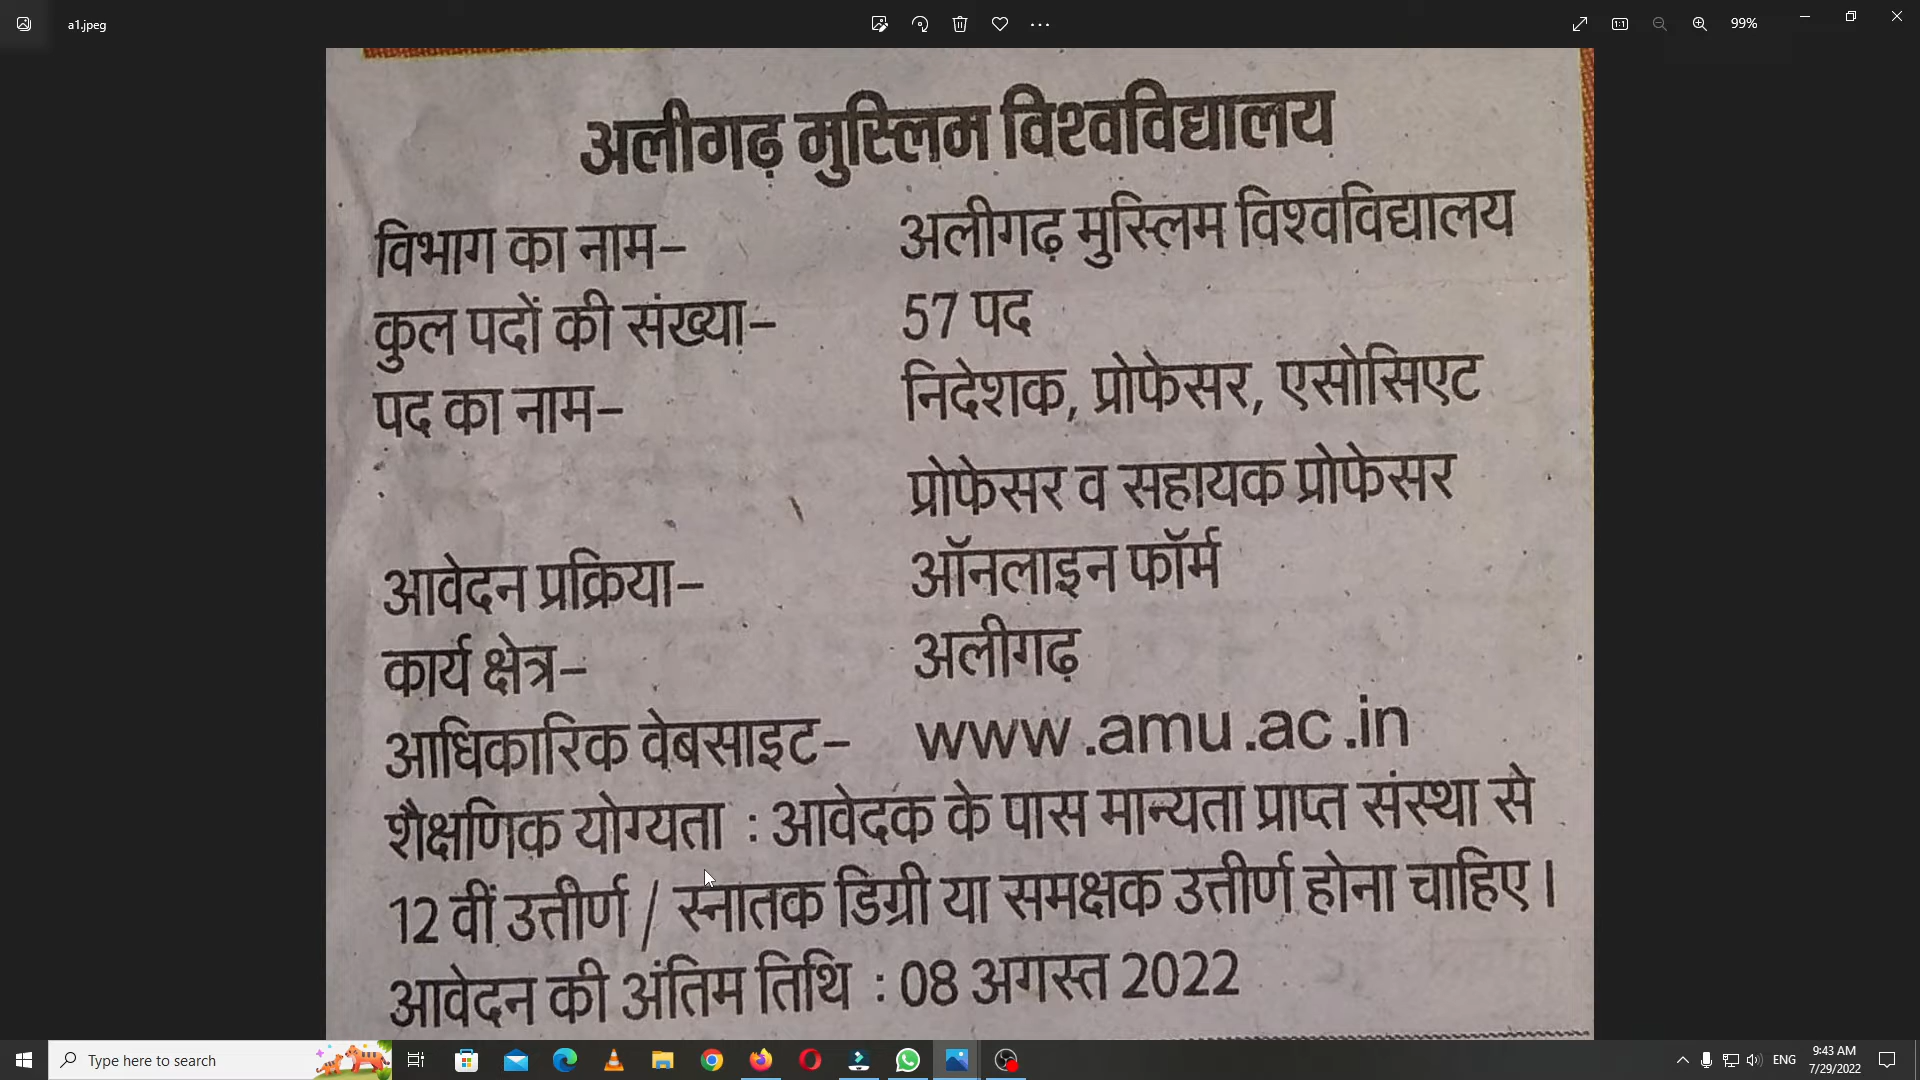 a1.jpeg
99%
अलीगढ़ मुस्लिम विश्वविद्यालय
विभाग का नाम– अलीगढ़ मुस्लिम विश्वविद्यालय
कुल पदों की संख्या– 57 पद
पद का नाम– निदेशक, प्रोफेसर, एसोसिएट
प्रोफेसर व सहायक प्रोफेसर
आवेदन प्रक्रिया– ऑनलाइन फॉर्म
कार्य क्षेत्र– अलीगढ़
आधिकारिक वेबसाइट– www.amu.ac.in
शैक्षणिक योग्यता : आवेदक के पास मान्यता प्राप्त संस्था से
12 वीं उत्तीर्ण / स्नातक डिग्री या समक्षक उत्तीर्ण होना चाहिए।
आवेदन की अंतिम तिथि : 08 अगस्त 2022
Type here to search
ENG
9:43 AM
7/29/2022